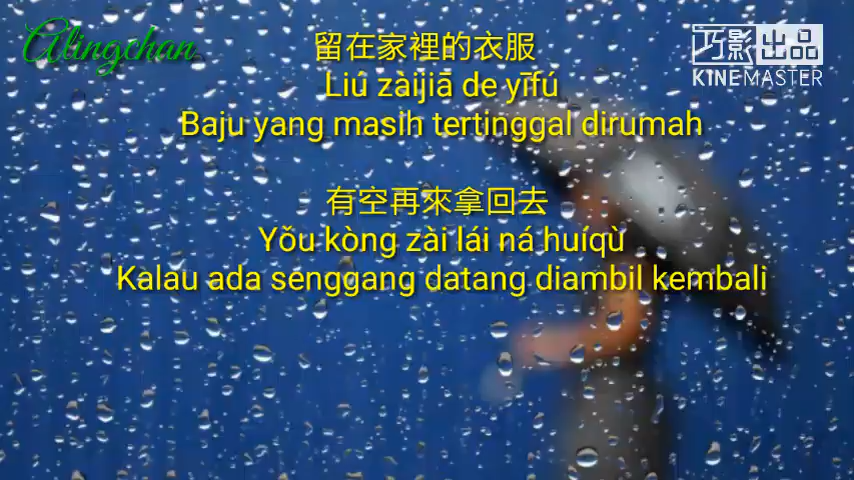 Alingchan
巧影出品
KINEMASTER
留在家裡的衣服
Liú zàijiā de yīfú
Baju yang masih tertinggal dirumah
有空再來拿回去
Yǒu kòng zài lái ná huíqù
Kalau ada senggang datang diambil kembali